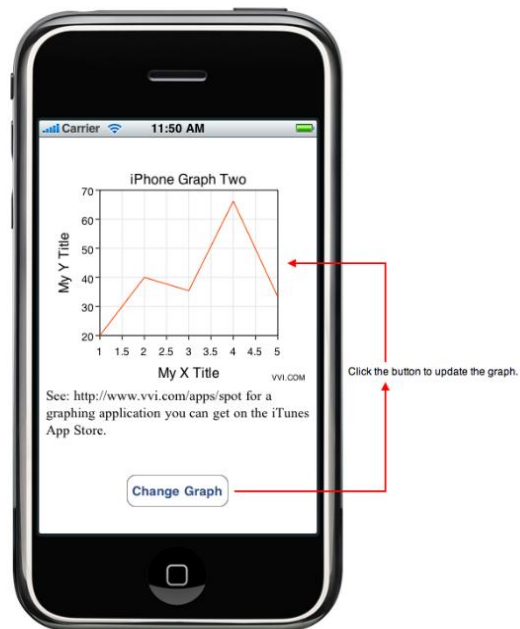 Carrier 11:50 AM
iPhone Graph Two
70
60
50
40
30
20
My Y Title
1 1.5 2 2.5 3 3.5 4 4.5 5
My X Title
VVI.COM
See: http://www.vvi.com/apps/spot for a
graphing application you can get on the iTunes
App Store.
Change Graph
Click the button to update the graph.